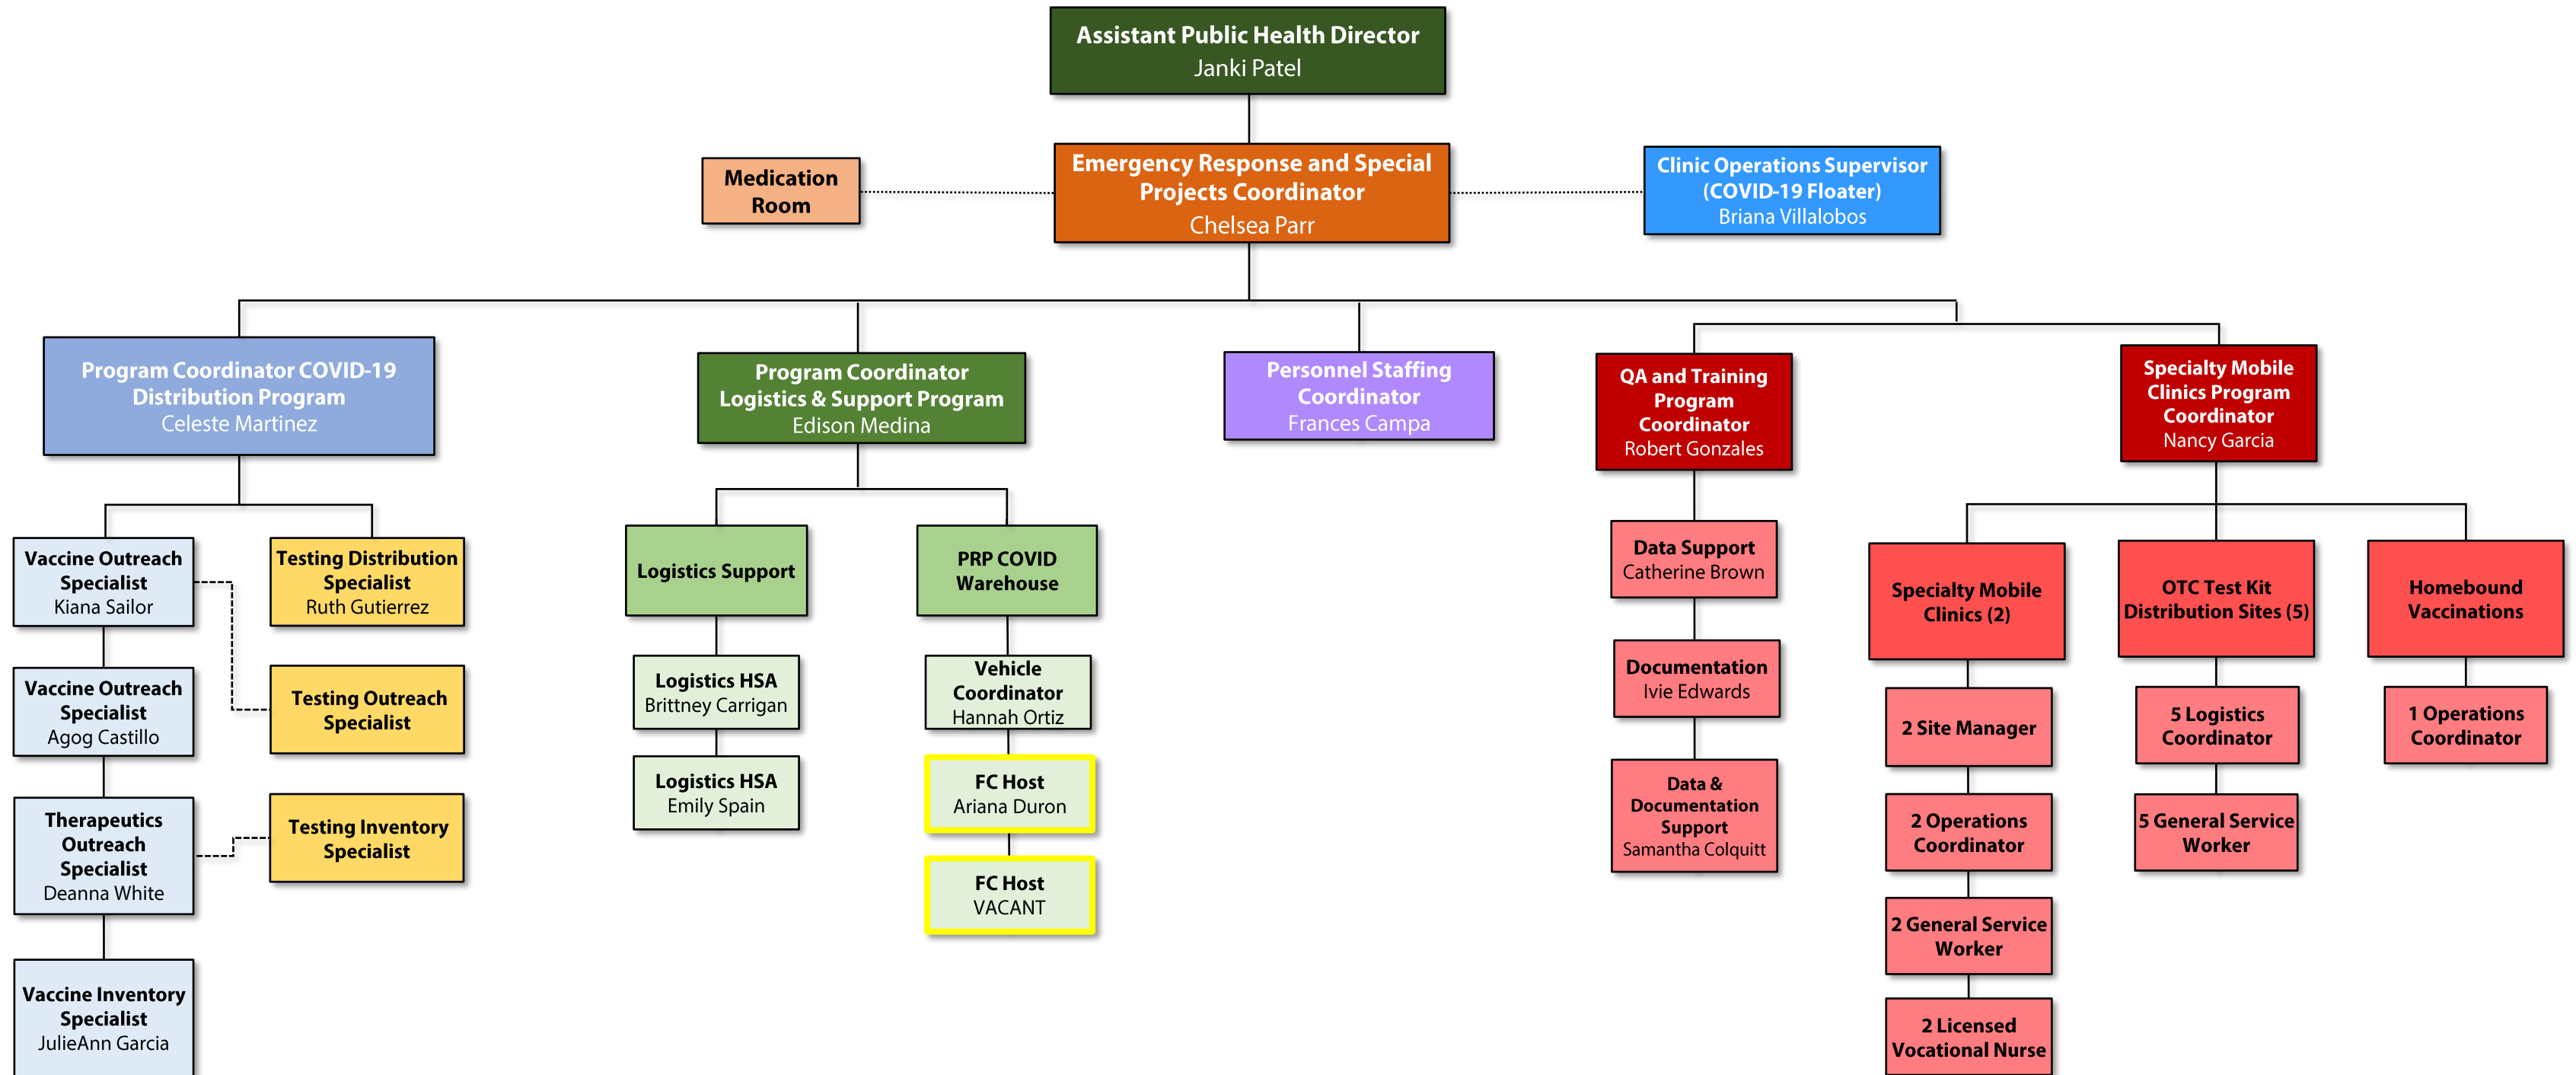 Assistant Public Health Director
Janki Patel
Medication
Room
Emergency Response and Special
Projects Coordinator
Chelsea Parr
Clinic Operations Supervisor
(COVID-19 Floater)
Briana Villalobos
Program Coordinator COVID-19
Distribution Program
Celeste Martinez
Program Coordinator
Logistics & Support Program
Edison Medina
Personnel Staffing
Coordinator
Frances Campa
QA and Training
Program
Coordinator
Robert Gonzales
Specialty Mobile
Clinics Program
Coordinator
Nancy Garcia
Vaccine Outreach
Specialist
Kiana Sailor
Vaccine Outreach
Specialist
Agog Castillo
Therapeutics
Outreach
Specialist
Deanna White
Vaccine Inventory
Specialist
JulieAnn Garcia
Testing Distribution
Specialist
Ruth Gutierrez
Testing Outreach
Specialist
Testing Inventory
Specialist
Logistics Support
Logistics HSA
Brittney Carrigan
Logistics HSA
Emily Spain
PRP COVID
Warehouse
Vehicle
Coordinator
Hannah Ortiz
FC Host
Ariana Duron
FC Host
VACANT
Data Support
Catherine Brown
Documentation
Ivie Edwards
Data &
Documentation
Support
Samantha Colquitt
Specialty Mobile
Clinics (2)
2 Site Manager
2 Operations
Coordinator
2 General Service
Worker
2 Licensed
Vocational Nurse
OTC Test Kit
Distribution Sites (5)
5 Logistics
Coordinator
5 General Service
Worker
Homebound
Vaccinations
1 Operations
Coordinator